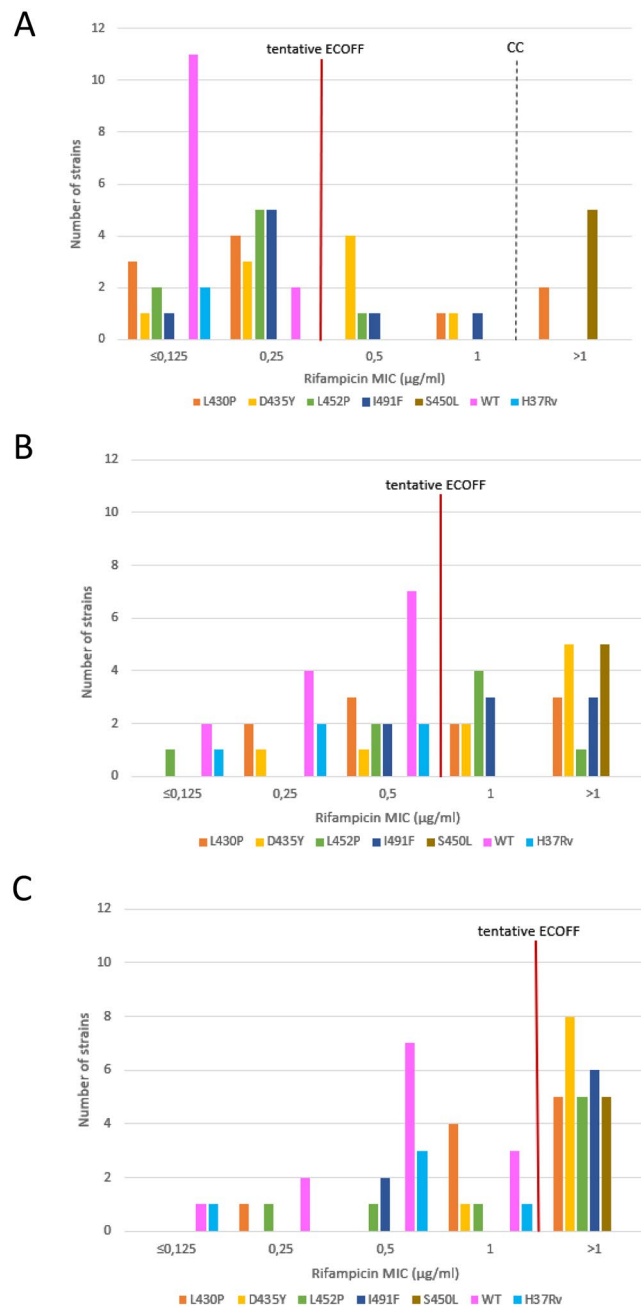 A
tentative ECOFF
CC
12
10
8
6
4
2
0
Number of strains
≤0,125 0,25 0,5 1 >1
Rifampicin MIC (µg/ml)
L430P D435Y L452P I491F S450L WT H37Rv
B
tentative ECOFF
12
10
8
6
4
2
0
Number of strains
≤0,125 0,25 0,5 1 >1
Rifampicin MIC (µg/ml)
L430P D435Y L452P I491F S450L WT H37Rv
C
tentative ECOFF
12
10
8
6
4
2
0
Number of strains
≤0,125 0,25 0,5 1 >1
Rifampicin MIC (µg/ml)
L430P D435Y L452P I491F S450L WT H37Rv